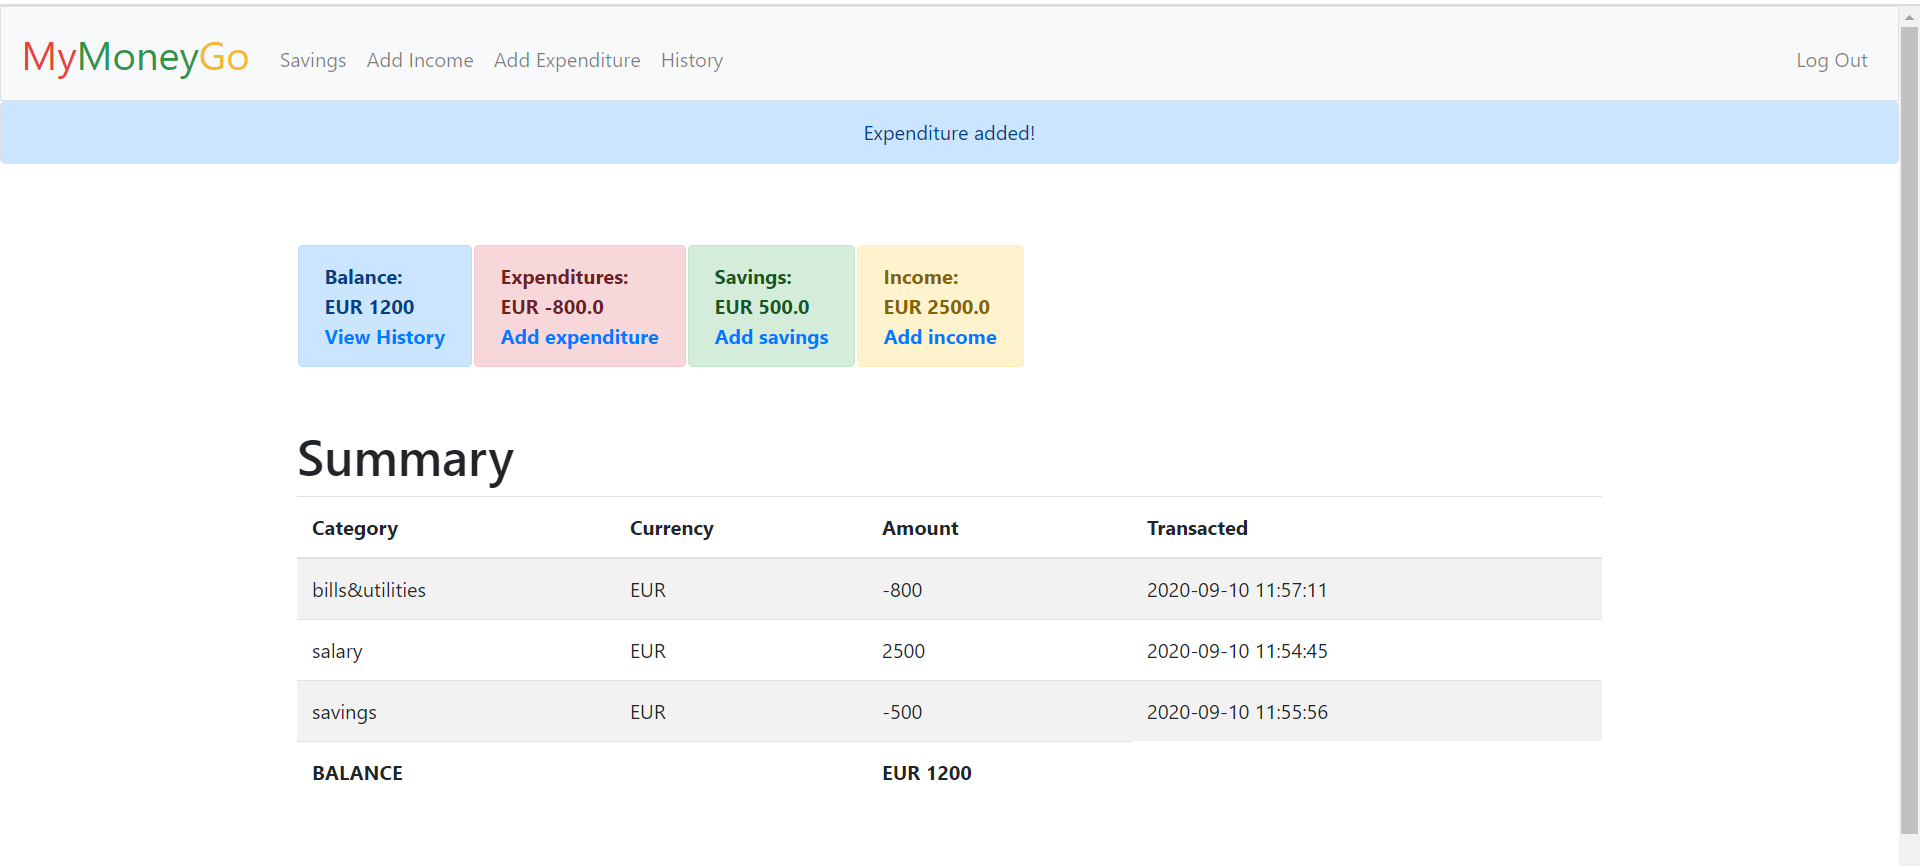 MyMoneyGo Savings Add Income Add Expenditure History Log Out
Expenditure added!
Balance:
EUR 1200
View History
Expenditures:
EUR -800.0
Add expenditure
Savings:
EUR 500.0
Add savings
Income:
EUR 2500.0
Add income
Summary
Category Currency Amount Transacted
bills&utilities EUR -800 2020-09-10 11:57:11
salary EUR 2500 2020-09-10 11:54:45
savings EUR -500 2020-09-10 11:55:56
BALANCE EUR 1200